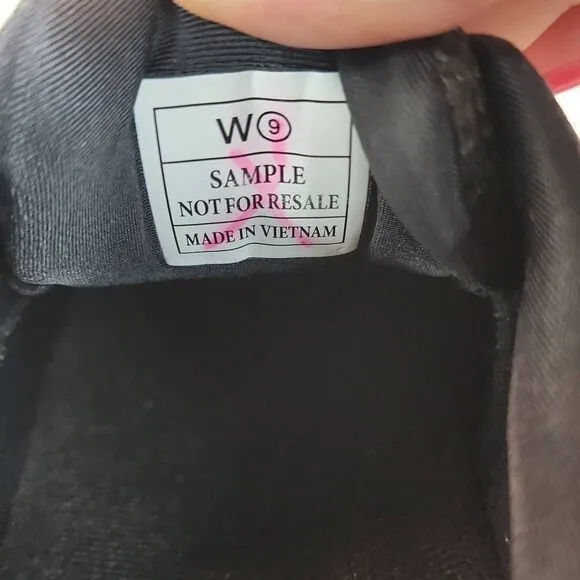 W⑨
SAMPLE
NOT FOR RESALE
MADE IN VIETNAM